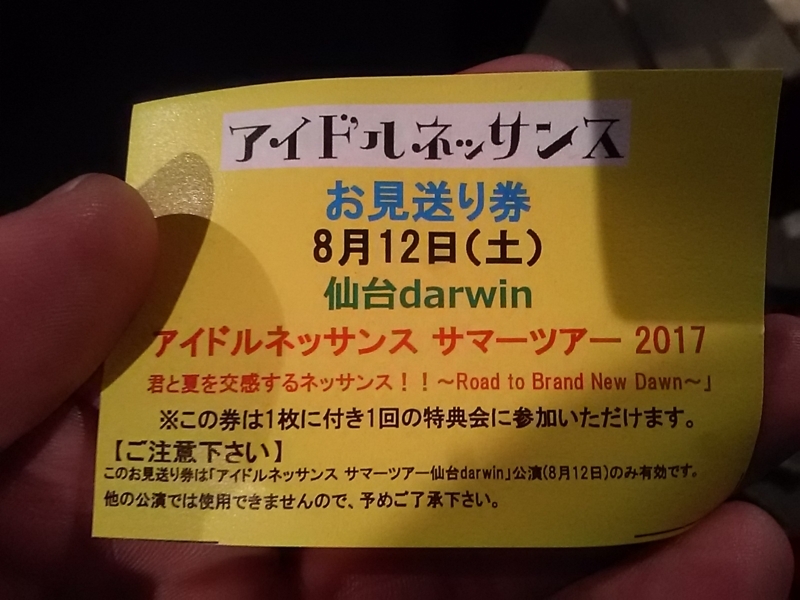 アイドルネッサンス
お見送り券
8月12日(土)
仙台darwin
アイドルネッサンス サマーツアー 2017
君と夏を交感するネッサンス!!～Road to Brand New Dawn～」
※この券は1枚に付き1回の特典会に参加いただけます。
【ご注意下さい】
このお見送り券は「アイドルネッサンス サマーツアー仙台darwin」公演(8月12日)のみ有効です。
他の公演では使用できませんので、予めご了承下さい。